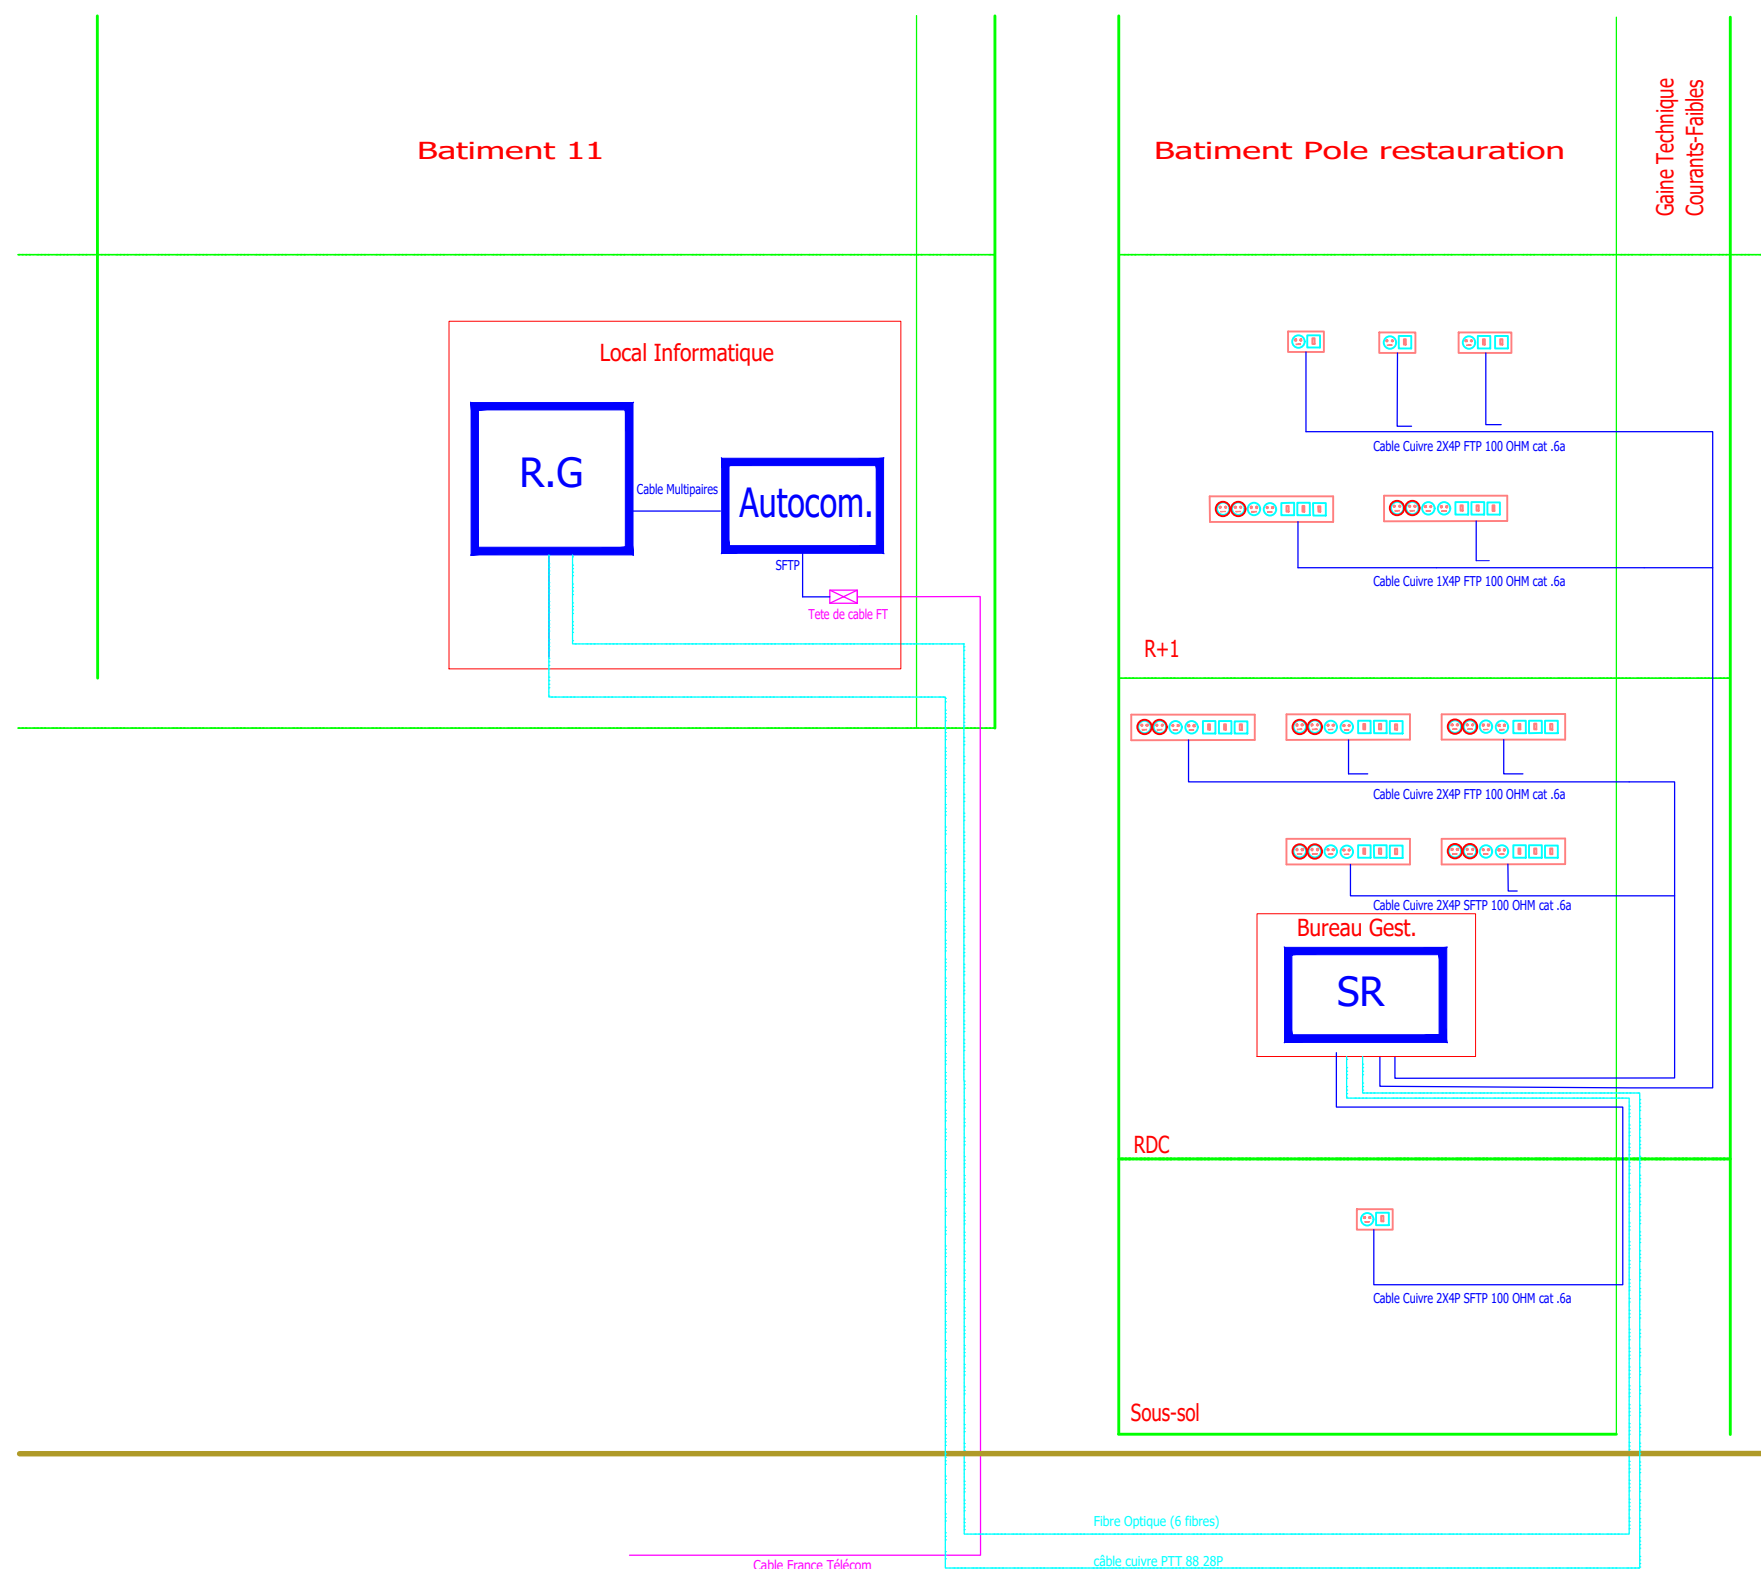 Batiment 11
Batiment Pole restauration
Gaine Technique
Courants-Faibles
Local Informatique
R.G
Cable Multipaires
Autocom.
SFTP
Tete de cable FT
Cable Cuivre 2X4P FTP 100 OHM cat .6a
Cable Cuivre 1X4P FTP 100 OHM cat .6a
R+1
Cable Cuivre 2X4P FTP 100 OHM cat .6a
Cable Cuivre 2X4P SFTP 100 OHM cat .6a
Bureau Gest.
SR
RDC
Cable Cuivre 2X4P SFTP 100 OHM cat .6a
Sous-sol
Fibre Optique (6 fibres)
câble cuivre PTT 88 28P
Cable France Télécom